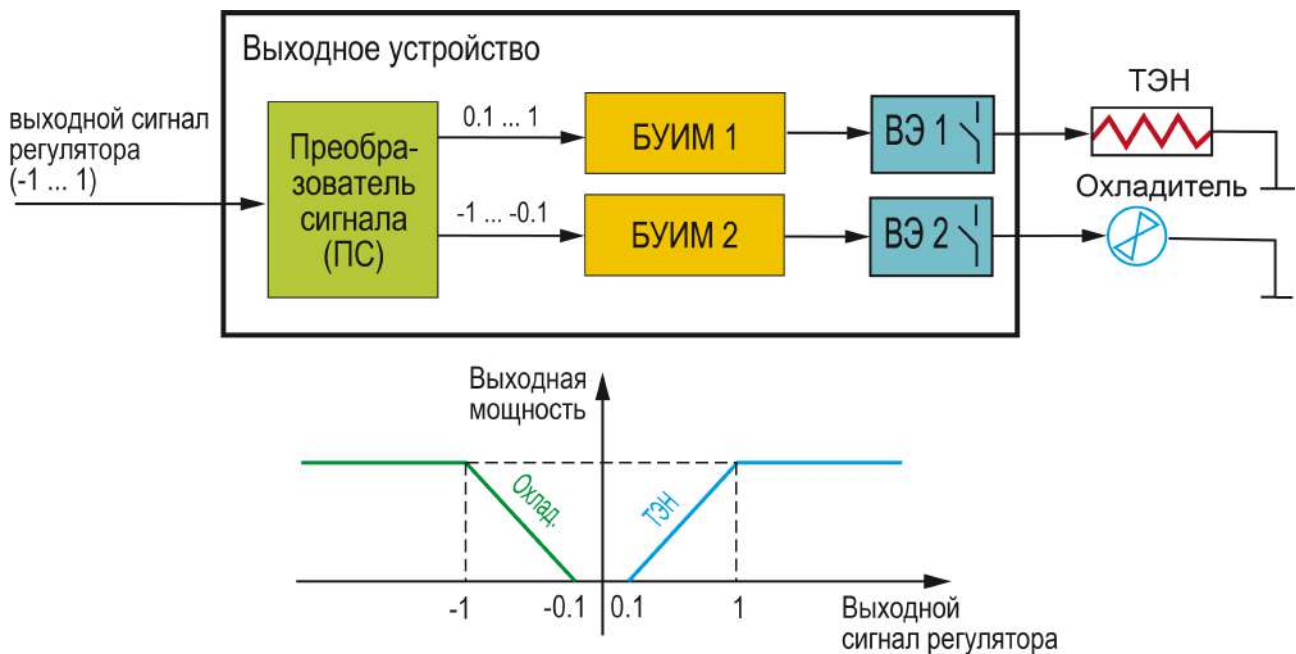 Выходное устройство
выходной сигнал
регулятора
(-1 ... 1)
Преобра-
зователь
сигнала
(ПС)
0.1 ... 1
-1 ... -0.1
БУИМ 1
БУИМ 2
ВЭ 1
ВЭ 2
ТЭН
Охладитель
Выходная
мощность
Охлад.
ТЭН
-1
-0.1
0.1
1
Выходной
сигнал регулятора